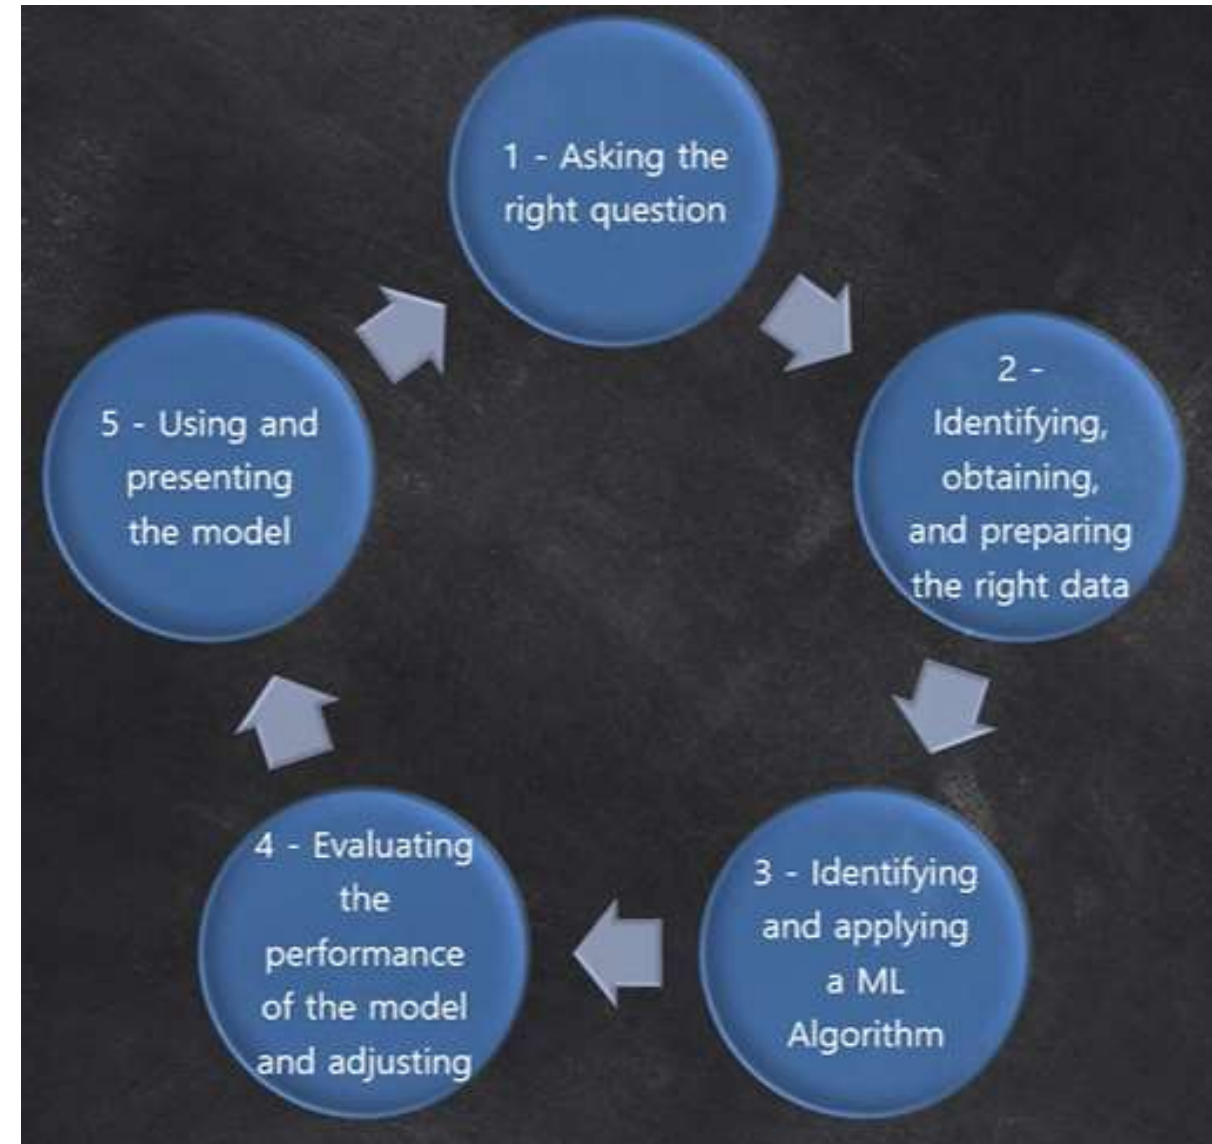 1 - Asking the
right question
2 -
Identifying,
obtaining,
and preparing
the right data
3 - Identifying
and applying
a ML
Algorithm
4 - Evaluating
the
performance
of the model
and adjusting
5 - Using and
presenting
the model